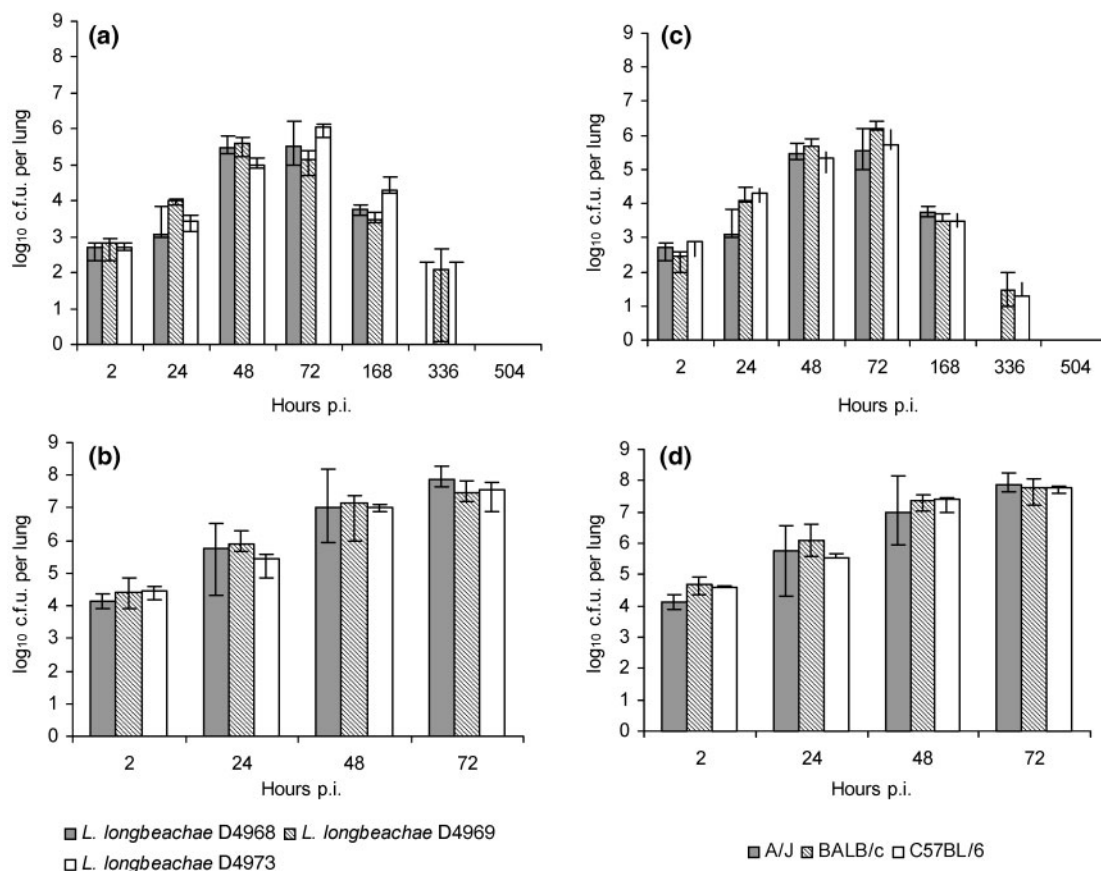 (a)
log₁₀ c.f.u. per lung
9
8
7
6
5
4
3
2
1
0
2 24 48 72 168 336 504
Hours p.i.
(c)
log₁₀ c.f.u. per lung
9
8
7
6
5
4
3
2
1
0
2 24 48 72 168 336 504
Hours p.i.
(b)
log₁₀ c.f.u. per lung
9
8
7
6
5
4
3
2
1
0
2 24 48 72
Hours p.i.
L. longbeachae D4968 L. longbeachae D4969
L. longbeachae D4973
(d)
log₁₀ c.f.u. per lung
9
8
7
6
5
4
3
2
1
0
2 24 48 72
Hours p.i.
A/J BALB/c C57BL/6